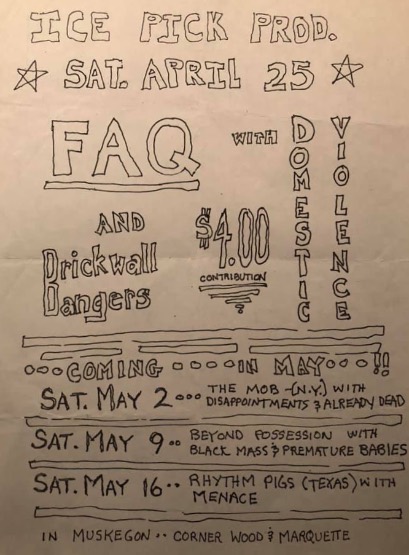 ICE PICK PROD.
SAT. APRIL 25
FAQ WITH DOMESTIC VIOLENCE
AND
Drickwall
Bangers
$4.00
CONTRIBUTION
?
COMING IN MAY !!
SAT. MAY 2... THE MOB (N.Y.) WITH
DISAPPOINTMENTS & ALREADY DEAD
SAT. MAY 9.. BEYOND POSSESSION WITH
BLACK MASS & PREMATURE BABIES
SAT. MAY 16.. RHYTHM PIGS (TEXAS) WITH
MENACE
IN MUSKEGON.. CORNER WOOD & MARQUETTE